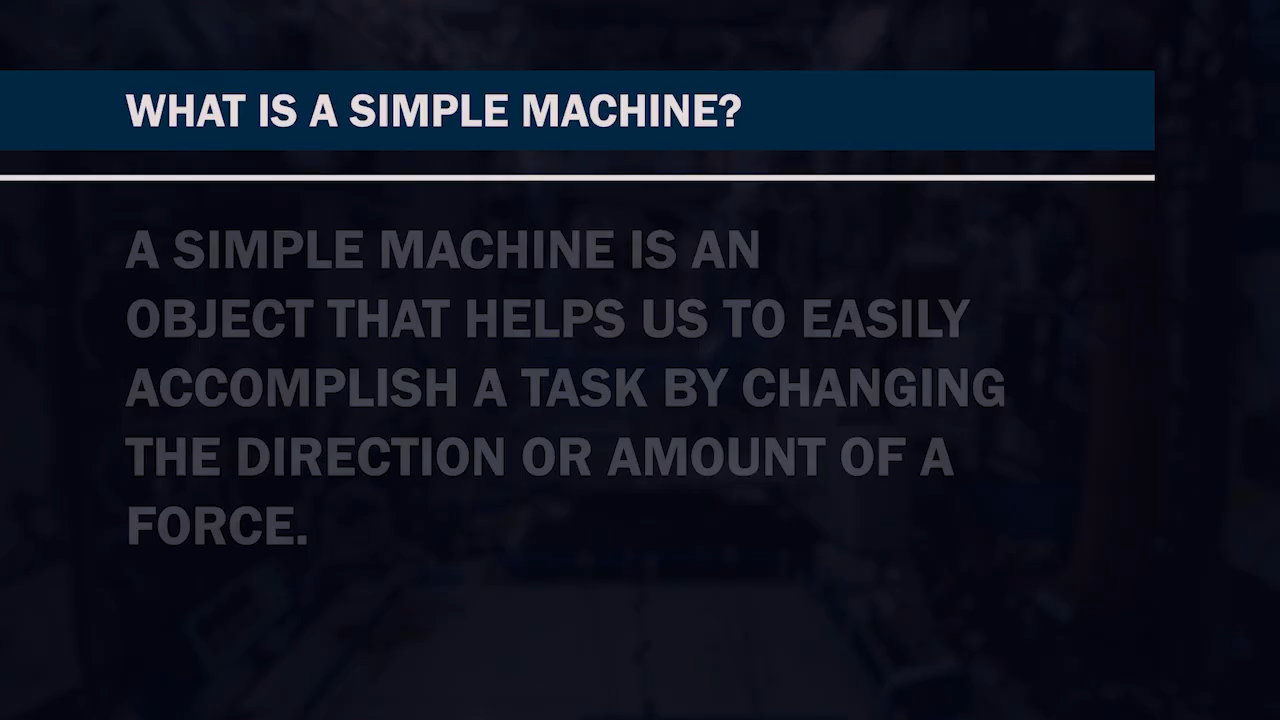 WHAT IS A SIMPLE MACHINE?
A SIMPLE MACHINE IS AN
OBJECT THAT HELPS US TO EASILY
ACCOMPLISH A TASK BY CHANGING
THE DIRECTION OR AMOUNT OF A
FORCE.